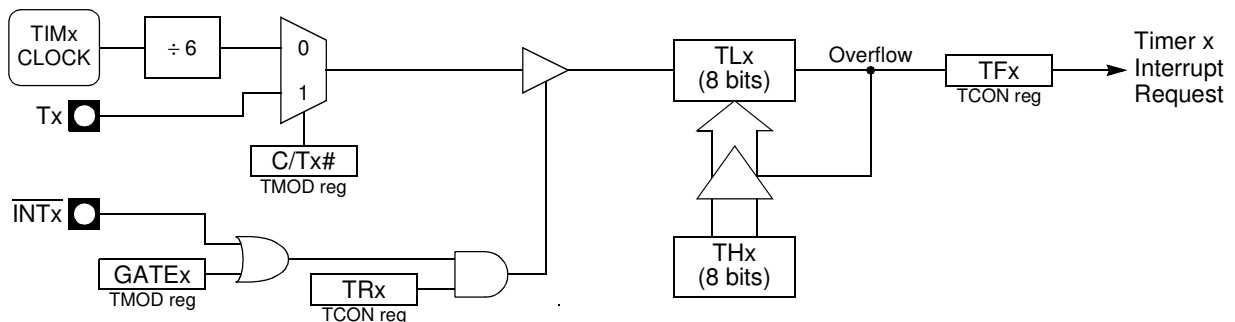 TIMx
CLOCK
÷ 6
0
1
Tx
C/Tx#
TMOD reg
INTx
GATEx
TMOD reg
TRx
TCON reg
TLx
(8 bits)
Overflow
TFx
TCON reg
Timer x
Interrupt
Request
THx
(8 bits)